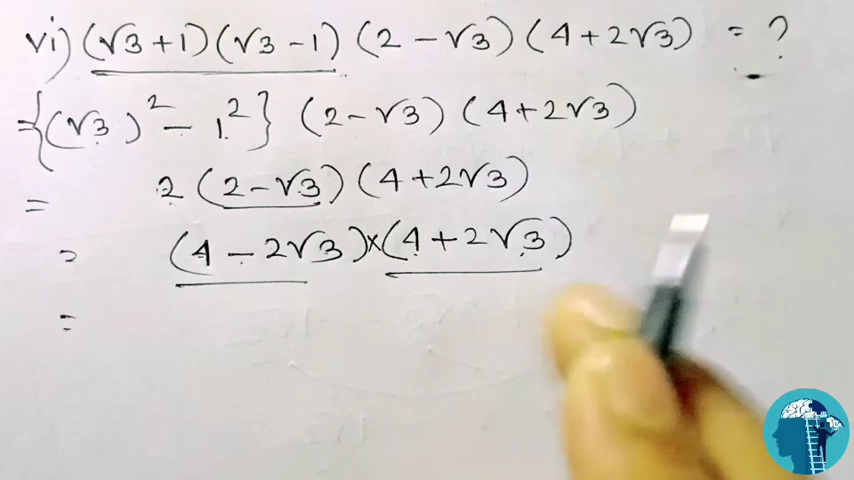 vi) (√3 + 1) (√3 - 1) (2 - √3) (4 + 2√3) = ?
= {(√3)² - 1²} (2 - √3) (4 + 2√3)
= 2 (2 - √3) (4 + 2√3)
= (4 - 2√3) × (4 + 2√3)
=